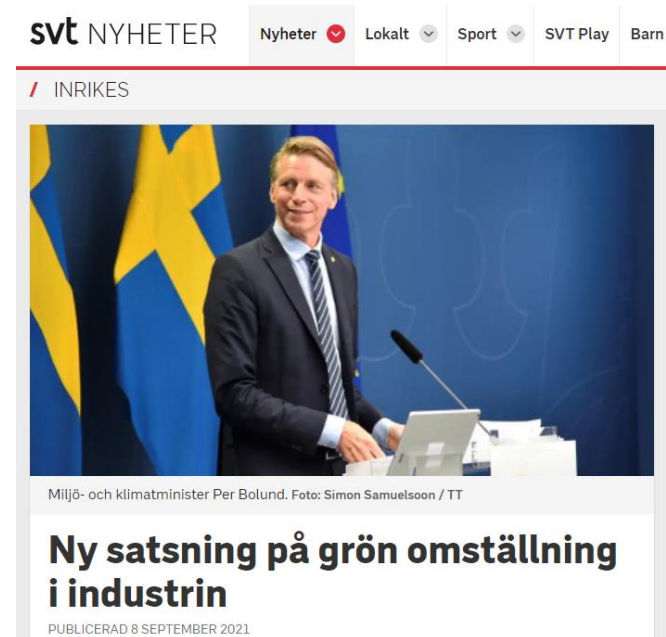 svt NYHETER
Nyheter Lokalt Sport SVT Play Barn
/ INRIKES
Miljö- och klimatminister Per Bolund. Foto: Simon Samuelsoon / TT
Ny satsning på grön omställning
i industrin
PUBLICERAD 8 SEPTEMBER 2021